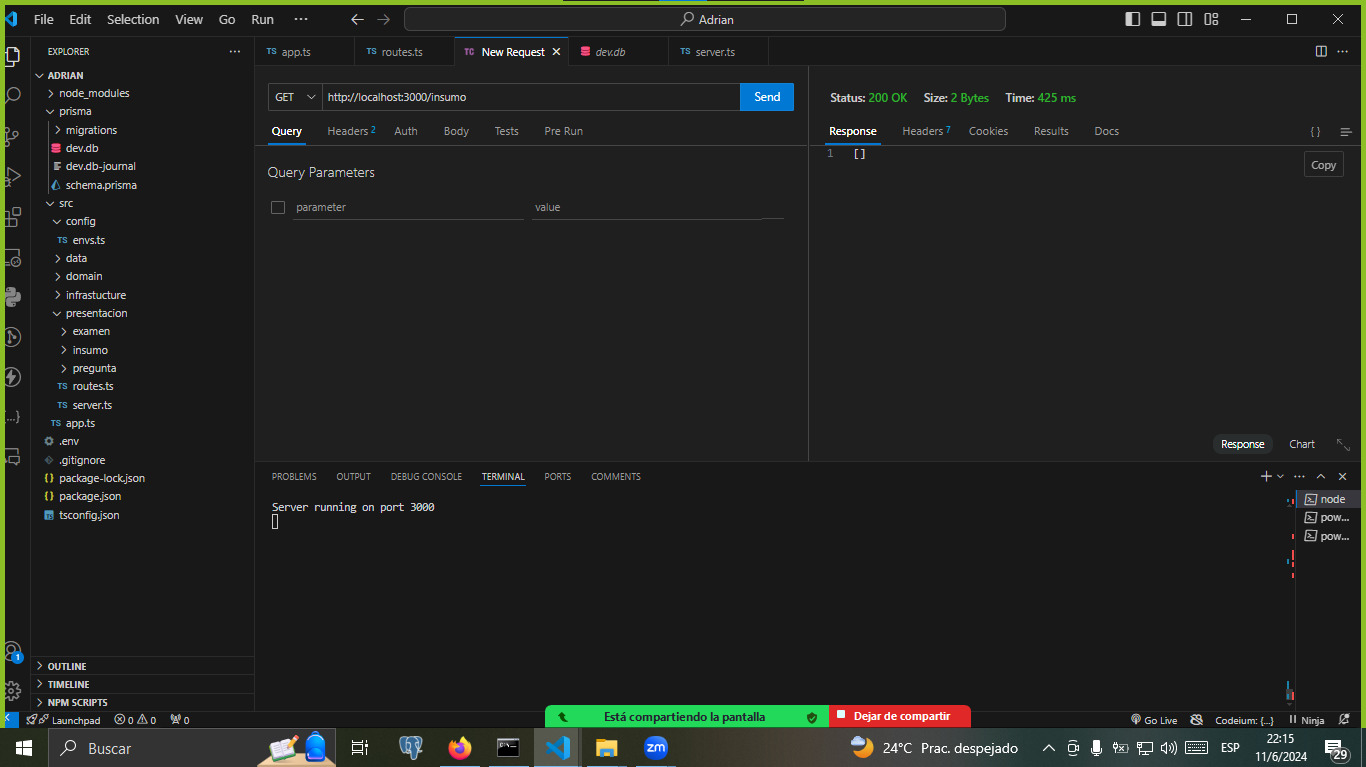 File Edit Selection View Go Run ··· Adrian
EXPLORER ···
ADRIAN
node_modules
prisma
migrations
dev.db
dev.db-journal
schema.prisma
src
config
TS envs.ts
data
domain
infrastucture
presentacion
examen
insumo
pregunta
TS routes.ts
TS server.ts
TS app.ts
.env
.gitignore
{} package-lock.json
{} package.json
TS tsconfig.json
OUTLINE
TIMELINE
NPM SCRIPTS
TS app.ts TS routes.ts TC New Request dev.db TS server.ts ···
GET http://localhost:3000/insumo Send
Query Headers 2 Auth Body Tests Pre Run
Query Parameters
parameter value
Status: 200 OK Size: 2 Bytes Time: 425 ms
Response Headers 7 Cookies Results Docs { }
1 []
Copy
Response Chart
PROBLEMS OUTPUT DEBUG CONSOLE TERMINAL PORTS COMMENTS ···
Server running on port 3000
node
pow...
pow...
1
Launchpad 0 0 0 Go Live Codeium: {...} Ninja
Está compartiendo la pantalla Dejar de compartir
Buscar zm 24°C Prac. despejado ESP 22:15
11/6/2024 29